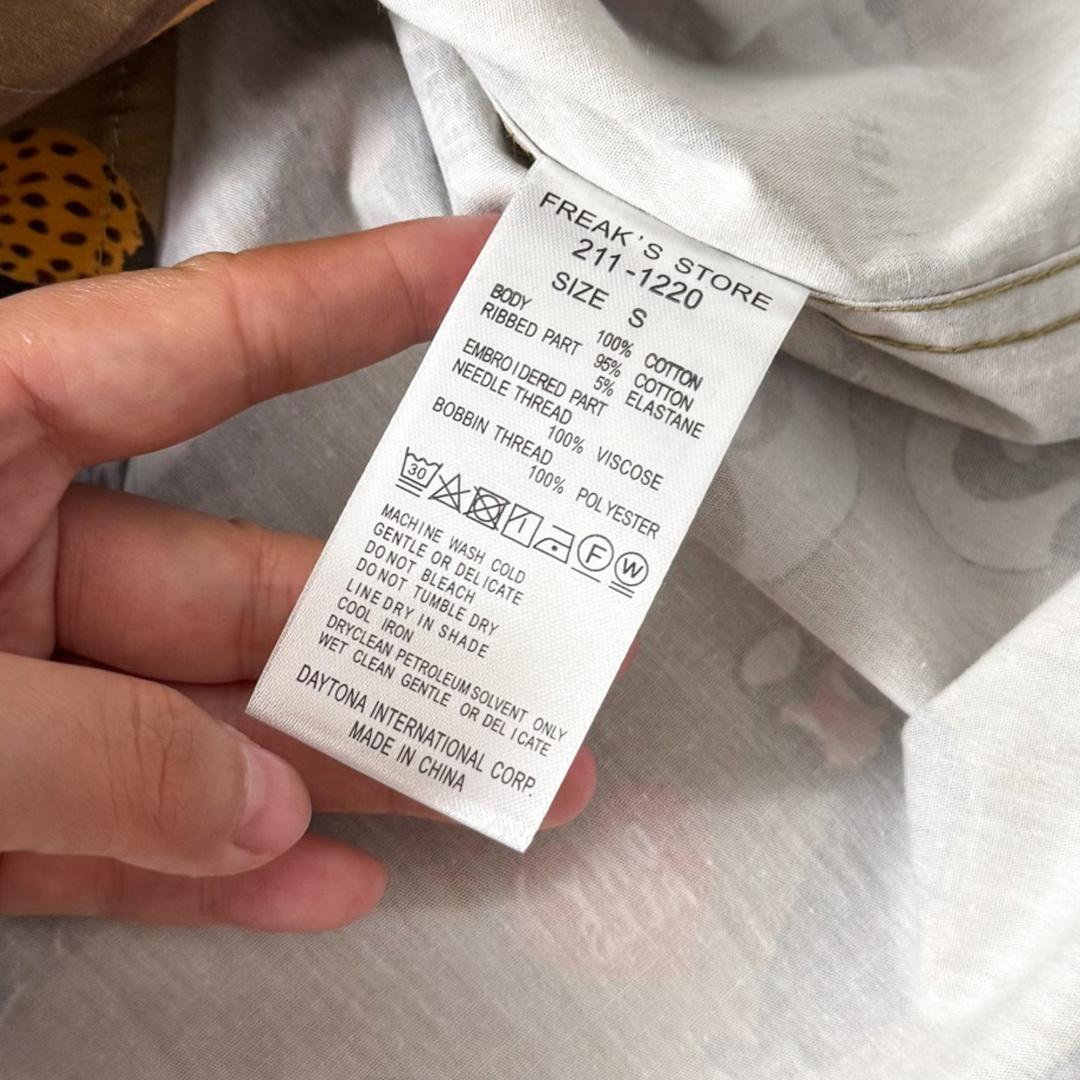 FREAK'S STORE
211-1220
SIZE S
BODY 100% COTTON
RIBBED PART 95% COTTON
5% ELASTANE
EMBROIDERED PART
NEEDLE THREAD
100% VISCOSE
BOBBIN THREAD
100% POLYESTER
30 F W
MACHINE WASH COLD
GENTLE OR DELICATE
DO NOT BLEACH
DO NOT TUMBLE DRY
LINE DRY IN SHADE
COOL IRON
DRYCLEAN PETROLEUM SOLVENT ONLY
WET CLEAN GENTLE OR DELICATE
DAYTONA INTERNATIONAL CORP.
MADE IN CHINA